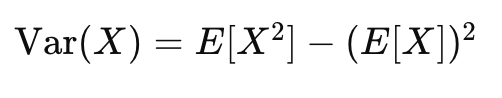 Var(X) = E[X²] − (E[X])²